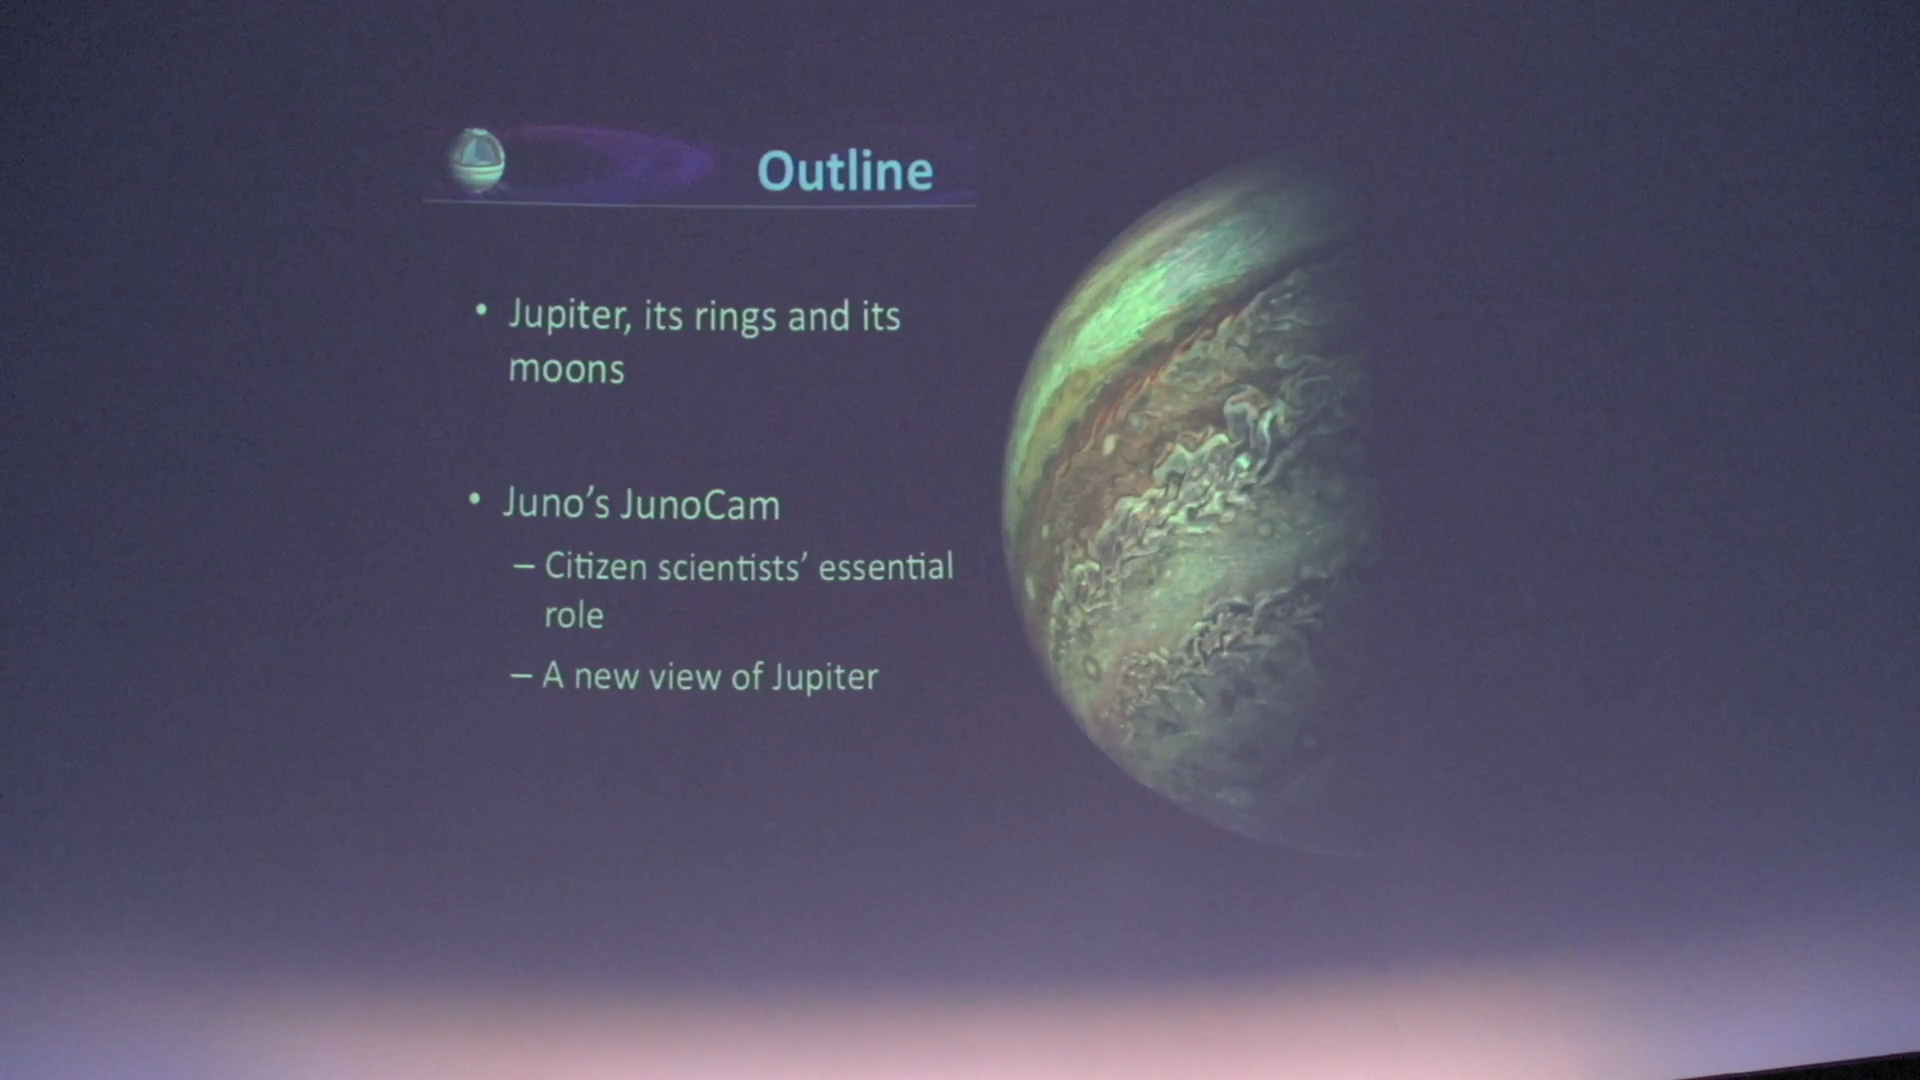 Outline
• Jupiter, its rings and its
moons
• Juno's JunoCam
– Citizen scientists' essential
role
– A new view of Jupiter